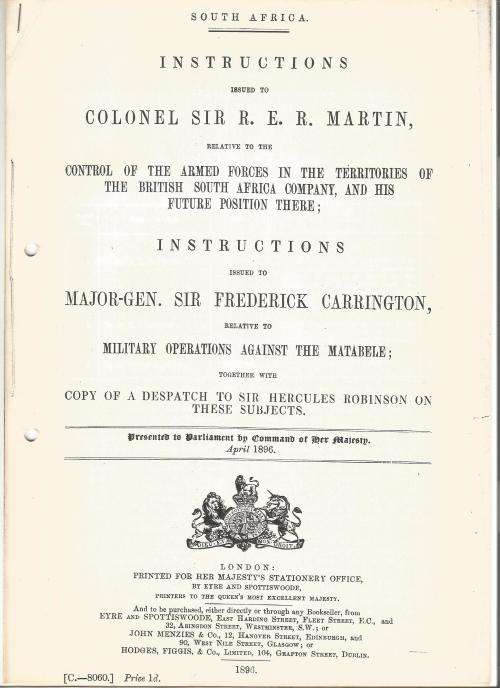 SOUTH AFRICA.
INSTRUCTIONS
ISSUED TO
COLONEL SIR R. E. R. MARTIN,
RELATIVE TO THE
CONTROL OF THE ARMED FORCES IN THE TERRITORIES OF
THE BRITISH SOUTH AFRICA COMPANY, AND HIS
FUTURE POSITION THERE;
INSTRUCTIONS
ISSUED TO
MAJOR-GEN. SIR FREDERICK CARRINGTON,
RELATIVE TO
MILITARY OPERATIONS AGAINST THE MATABELE;
TOGETHER WITH
COPY OF A DESPATCH TO SIR HERCULES ROBINSON ON
THESE SUBJECTS.
Presented to Parliament by Command of Her Majesty.
April 1896.
LONDON:
PRINTED FOR HER MAJESTY'S STATIONERY OFFICE,
BY EYRE AND SPOTTISWOODE,
PRINTERS TO THE QUEEN'S MOST EXCELLENT MAJESTY.
And to be purchased, either directly or through any Bookseller, from
EYRE AND SPOTTISWOODE, EAST HARDING STREET, FLEET STREET, E.C., and
32, ABINGDON STREET, WESTMINSTER, S.W.; or
JOHN MENZIES & Co., 12, HANOVER STREET, EDINBURGH, and
90, WEST NILE STREET, GLASGOW; or
HODGES, FIGGIS, & Co., LIMITED, 104, GRAFTON STREET, DUBLIN.
1896.
[C.—8060.] Price 1d.